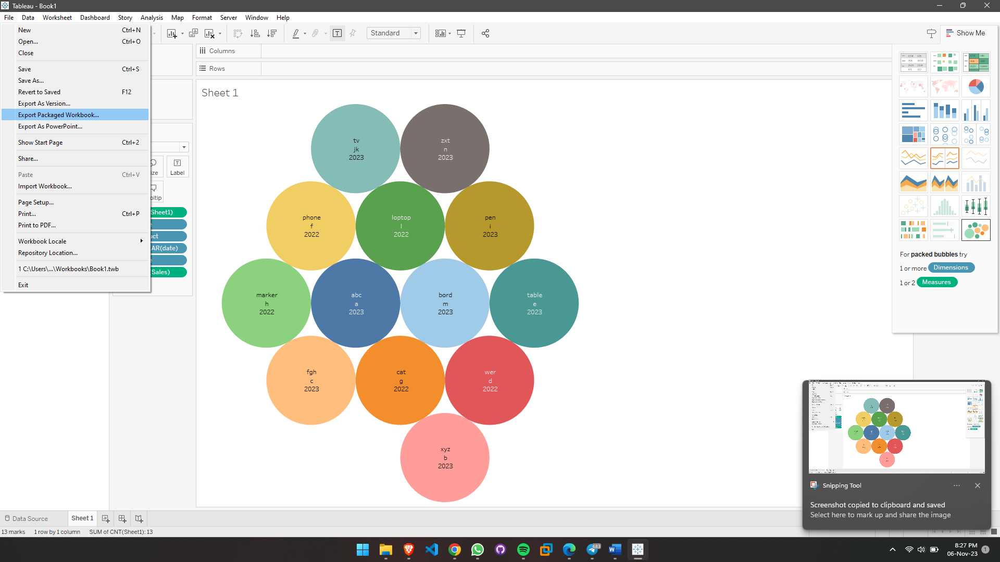 Tableau - Book1
File Data Worksheet Dashboard Story Analysis Map Format Server Window Help
New Ctrl+N
Open... Ctrl+O
Close
Save Ctrl+S
Save As...
Revert to Saved F12
Export As Version...
Export Packaged Workbook...
Export As PowerPoint...
Show Start Page Ctrl+2
Share...
Paste Ctrl+V
Import Workbook...
Page Setup...
Print... Ctrl+P
Print to PDF...
Workbook Locale
Repository Location...
1 C:\Users\...\Workbooks\Book1.twb
Exit
Standard
Show Me
Columns
Rows
ize
Label
oltip
Sheet1)
uct
AR(date)
Sales)
Sheet 1
tv
jk
2023
zxt
n
2023
phone
f
2022
loptop
l
2022
pen
i
2023
marker
h
2022
abc
a
2023
bord
m
2023
table
e
2023
fgh
c
2023
cat
g
2022
wer
d
2022
xyz
b
2023
For packed bubbles try
1 or more Dimensions
1 or 2 Measures
Snipping Tool
Screenshot copied to clipboard and saved
Select here to mark up and share the image
Data Source
Sheet 1
13 marks 1 row by 1 column SUM of CNT(Sheet1): 13
683
8:27 PM
06-Nov-23
1